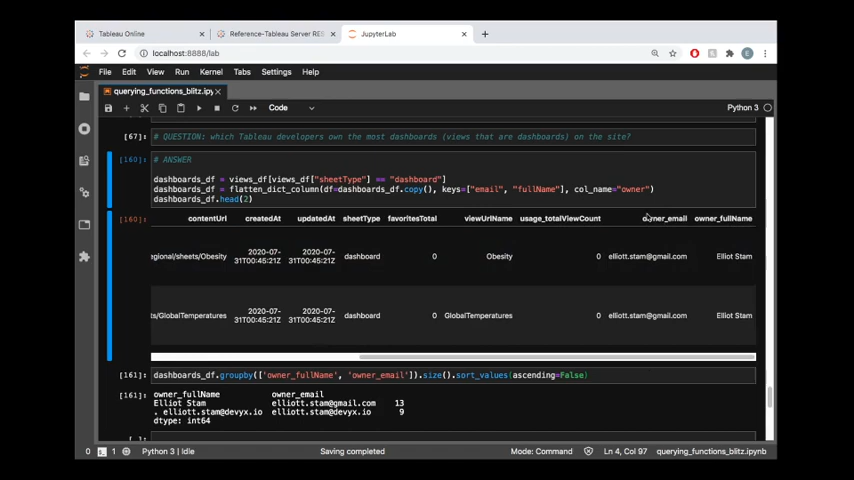 Tableau Online
Reference-Tableau Server RES
JupyterLab
localhost:8888/lab
File Edit View Run Kernel Tabs Settings Help
querying_functions_blitz.ipy
Code
Python 3
[67]:
# QUESTION: which Tableau developers own the most dashboards (views that are dashboards) on the site?
[160]:
# ANSWER
dashboards_df = views_df[views_df["sheetType"] == "dashboard"]
dashboards_df = flatten_dict_column(df=dashboards_df.copy(), keys=["email", "fullName"], col_name="owner")
dashboards_df.head(2)
[160]:
contentUrl createdAt updatedAt sheetType favoritesTotal viewUrlName usage_totalViewCount owner_email owner_fullName
egional/sheets/Obesity 2020-07-31T00:45:21Z 2020-07-31T00:45:21Z dashboard 0 Obesity 0 elliott.stam@gmail.com Elliot Stam
ts/GlobalTemperatures 2020-07-31T00:45:21Z 2020-07-31T00:45:21Z dashboard 0 GlobalTemperatures 0 elliott.stam@gmail.com Elliot Stam
[161]:
dashboards_df.groupby(['owner_fullName', 'owner_email']).size().sort_values(ascending=False)
[161]:
owner_fullName owner_email
Elliot Stam elliott.stam@gmail.com 13
. elliott.stam@devyx.io elliott.stam@devyx.io 9
dtype: int64
0 1 Python 3 | Idle Saving completed Mode: Command Ln 4, Col 97 querying_functions_blitz.ipynb